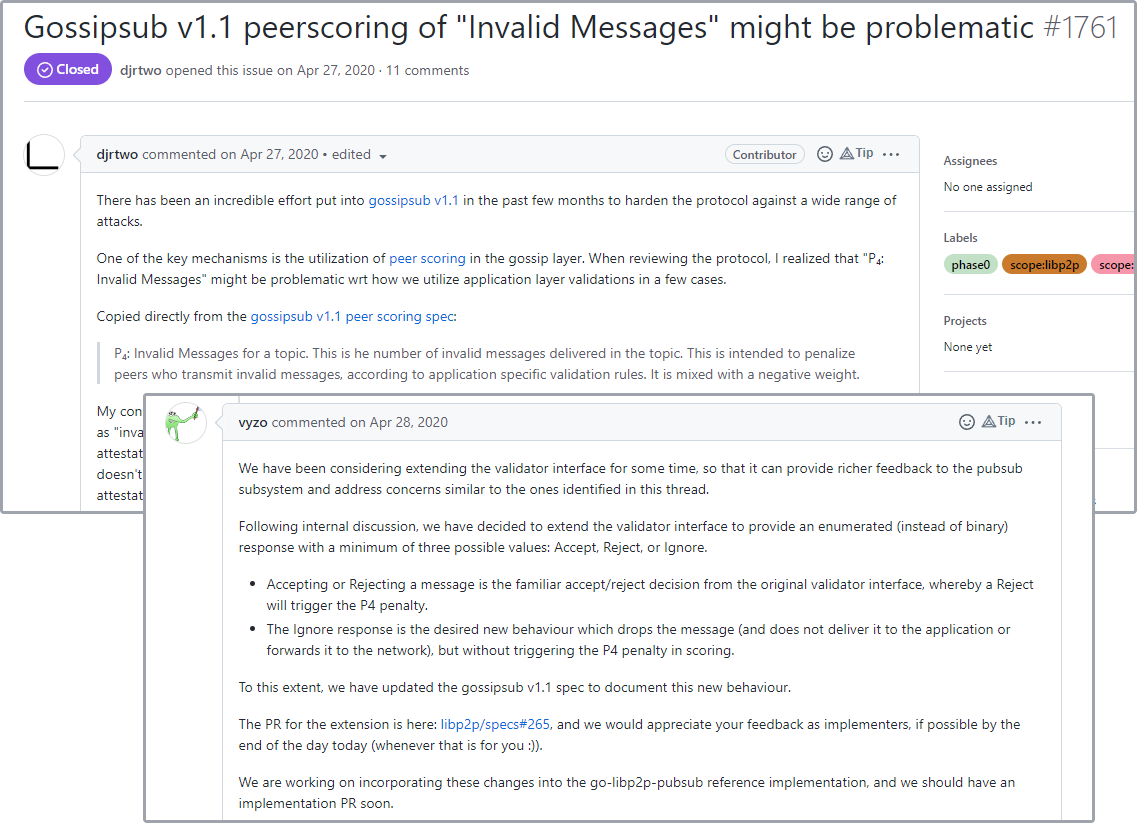 Gossipsub v1.1 peerscoring of "Invalid Messages" might be problematic #1761
Closed djrtwo opened this issue on Apr 27, 2020 · 11 comments
djrtwo commented on Apr 27, 2020 • edited
Contributor
Tip
There has been an incredible effort put into gossipsub v1.1 in the past few months to harden the protocol against a wide range of
attacks.
One of the key mechanisms is the utilization of peer scoring in the gossip layer. When reviewing the protocol, I realized that "P₄:
Invalid Messages" might be problematic wrt how we utilize application layer validations in a few cases.
Copied directly from the gossipsub v1.1 peer scoring spec:
P₄: Invalid Messages for a topic. This is he number of invalid messages delivered in the topic. This is intended to penalize
peers who transmit invalid messages, according to application specific validation rules. It is mixed with a negative weight.
My con
as "inva
attestat
doesn't
attestat
Assignees
No one assigned
Labels
phase0 scope:libp2p scope:
Projects
None yet
vyzo commented on Apr 28, 2020
Tip
We have been considering extending the validator interface for some time, so that it can provide richer feedback to the pubsub
subsystem and address concerns similar to the ones identified in this thread.
Following internal discussion, we have decided to extend the validator interface to provide an enumerated (instead of binary)
response with a minimum of three possible values: Accept, Reject, or Ignore.
• Accepting or Rejecting a message is the familiar accept/reject decision from the original validator interface, whereby a Reject
will trigger the P4 penalty.
• The Ignore response is the desired new behaviour which drops the message (and does not deliver it to the application or
forwards it to the network), but without triggering the P4 penalty in scoring.
To this extent, we have updated the gossipsub v1.1 spec to document this new behaviour.
The PR for the extension is here: libp2p/specs#265, and we would appreciate your feedback as implementers, if possible by the
end of the day today (whenever that is for you :)).
We are working on incorporating these changes into the go-libp2p-pubsub reference implementation, and we should have an
implementation PR soon.